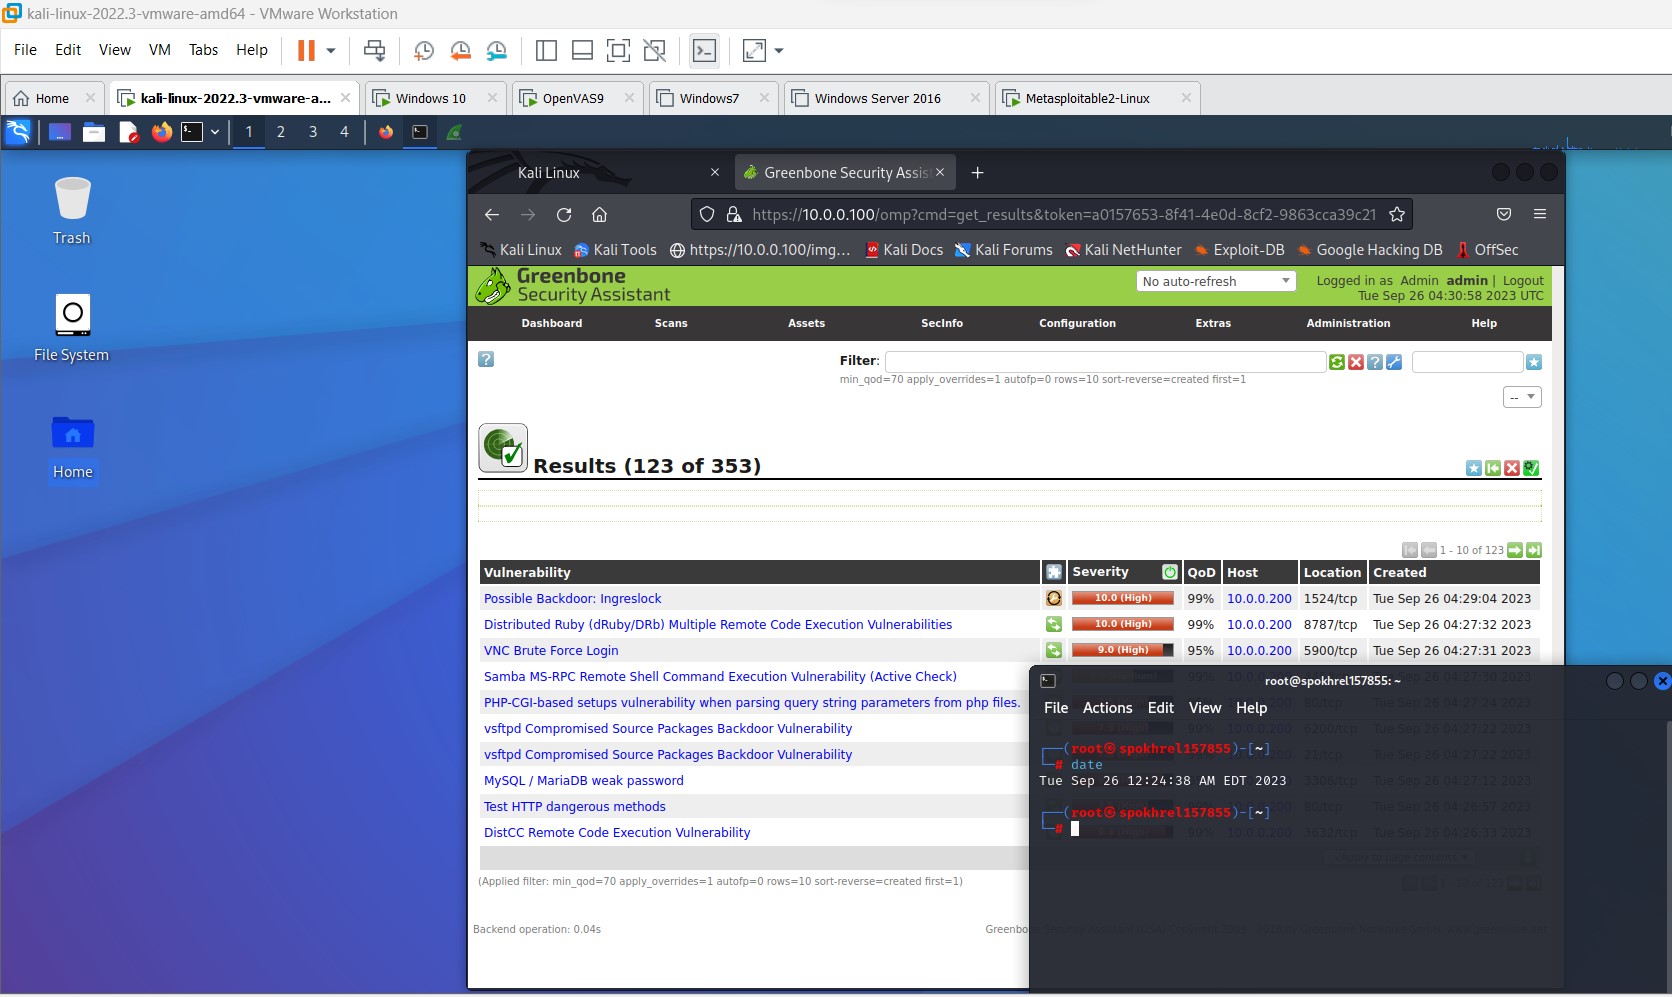 kali-linux-2022.3-vmware-amd64 - VMware Workstation
File Edit View VM Tabs Help
Home kali-linux-2022.3-vmware-a... Windows 10 OpenVAS9 Windows7 Windows Server 2016 Metasploitable2-Linux
1 2 3 4
Trash
File System
Home
Kali Linux Greenbone Security Assis
https://10.0.0.100/omp?cmd=get_results&token=a0157653-8f41-4e0d-8cf2-9863cca39c21
Kali Linux Kali Tools https://10.0.0.100/img... Kali Docs Kali Forums Kali NetHunter Exploit-DB Google Hacking DB OffSec
Greenbone
Security Assistant
No auto-refresh
Logged in as Admin admin | Logout
Tue Sep 26 04:30:58 2023 UTC
Dashboard Scans Assets SecInfo Configuration Extras Administration Help
Filter:
min_qod=70 apply_overrides=1 autofp=0 rows=10 sort-reverse=created first=1
--
Results (123 of 353)
1 - 10 of 123
Vulnerability Severity QoD Host Location Created
Possible Backdoor: Ingreslock 10.0 (High) 99% 10.0.0.200 1524/tcp Tue Sep 26 04:29:04 2023
Distributed Ruby (dRuby/DRb) Multiple Remote Code Execution Vulnerabilities 10.0 (High) 99% 10.0.0.200 8787/tcp Tue Sep 26 04:27:32 2023
VNC Brute Force Login 9.0 (High) 95% 10.0.0.200 5900/tcp Tue Sep 26 04:27:31 2023
Samba MS-RPC Remote Shell Command Execution Vulnerability (Active Check)
PHP-CGI-based setups vulnerability when parsing query string parameters from php files.
vsftpd Compromised Source Packages Backdoor Vulnerability
vsftpd Compromised Source Packages Backdoor Vulnerability
MySQL / MariaDB weak password
Test HTTP dangerous methods
DistCC Remote Code Execution Vulnerability
(Applied filter: min_qod=70 apply_overrides=1 autofp=0 rows=10 sort-reverse=created first=1)
Backend operation: 0.04s
Greenbo
root@spokhrel157855: ~
File Actions Edit View Help
(root㉿spokhrel157855)-[~]
# date
Tue Sep 26 12:24:38 AM EDT 2023
(root㉿spokhrel157855)-[~]
#